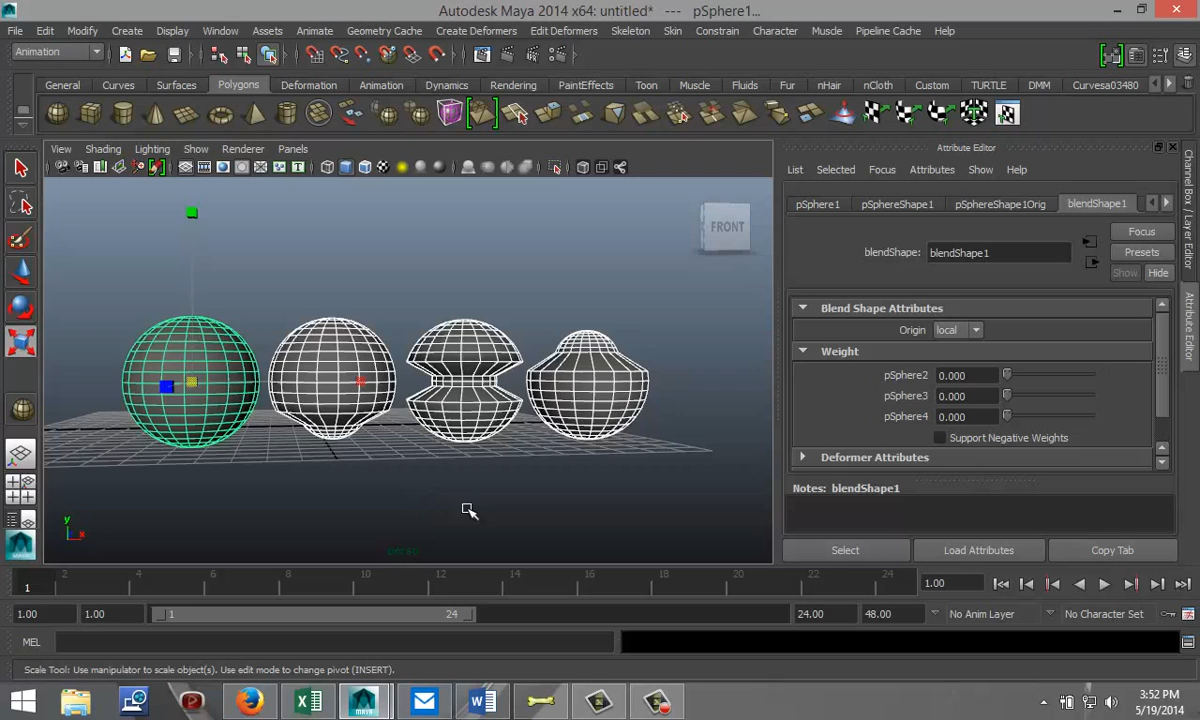 Autodesk Maya 2014 x64: untitled* --- pSphere1...
File Edit Modify Create Display Window Assets Animate Geometry Cache Create Deformers Edit Deformers Skeleton Skin Constrain Character Muscle Pipeline Cache Help
Animation
General Curves Surfaces Polygons Deformation Animation Dynamics Rendering PaintEffects Toon Muscle Fluids Fur nHair nCloth Custom TURTLE DMM Curvesa03480
View Shading Lighting Show Renderer Panels
Attribute Editor
List Selected Focus Attributes Show Help
pSphere1 pSphereShape1 pSphereShape1Orig blendShape1
Focus
blendShape: blendShape1
Presets
Show Hide
Blend Shape Attributes
Origin local
Weight
pSphere2 0.000
pSphere3 0.000
pSphere4 0.000
Support Negative Weights
Deformer Attributes
Notes: blendShape1
Select Load Attributes Copy Tab
Channel Box / Layer Editor
Attribute Editor
FRONT
y
x
persp
2 4 6 8 10 12 14 16 18 20 22 24
1
1.00
1.00 1.00 1 24 24.00 48.00 No Anim Layer No Character Set
MEL
Scale Tool: Use manipulator to scale object(s). Use edit mode to change pivot (INSERT).
3:52 PM
5/19/2014